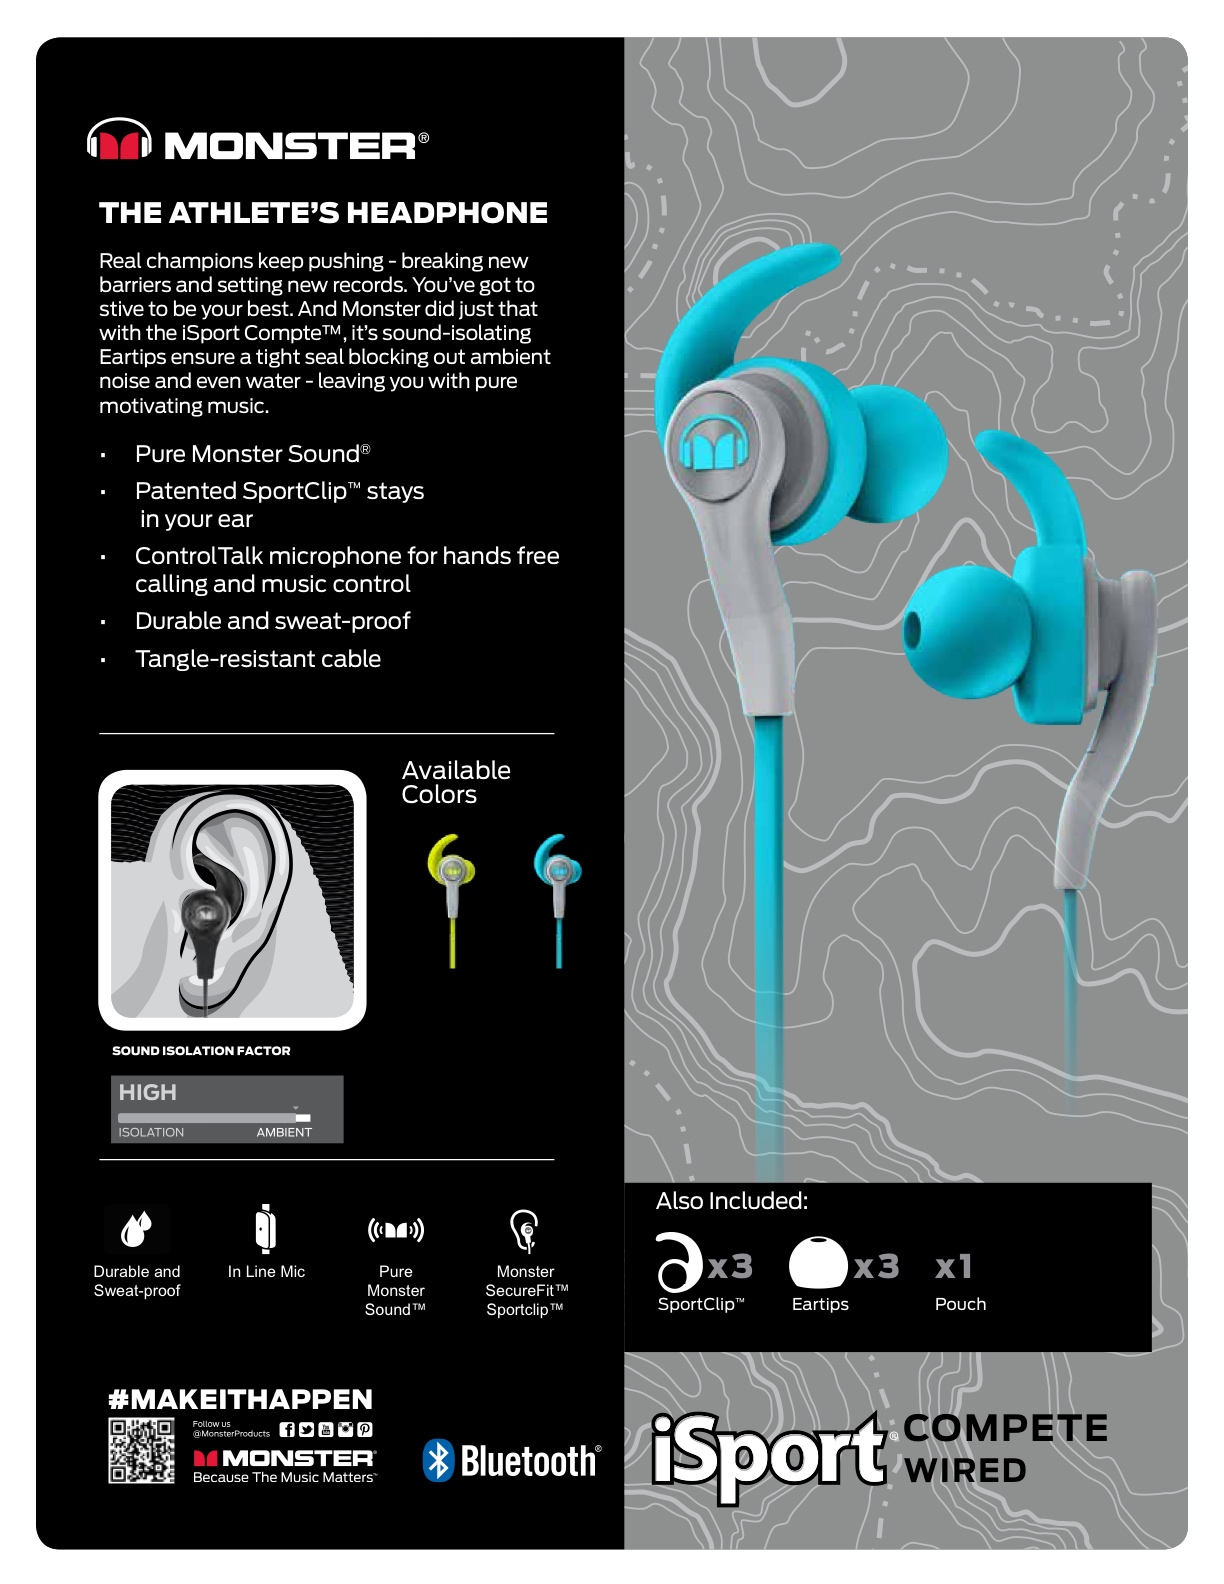 MONSTER®
THE ATHLETE'S HEADPHONE
Real champions keep pushing - breaking new
barriers and setting new records. You've got to
stive to be your best. And Monster did just that
with the iSport Compte™, it's sound-isolating
Eartips ensure a tight seal blocking out ambient
noise and even water - leaving you with pure
motivating music.
· Pure Monster Sound®
· Patented SportClip™ stays
in your ear
· ControlTalk microphone for hands free
calling and music control
· Durable and sweat-proof
· Tangle-resistant cable
Available
Colors
SOUND ISOLATION FACTOR
HIGH
ISOLATION AMBIENT
Durable and
Sweat-proof
In Line Mic
Pure
Monster
Sound™
Monster
SecureFit™
Sportclip™
#MAKEITHAPPEN
Follow us
@MonsterProducts
MONSTER®
Because The Music Matters™
Bluetooth®
Also Included:
x3 x3 x1
SportClip™ Eartips Pouch
iSport® COMPETE
WIRED